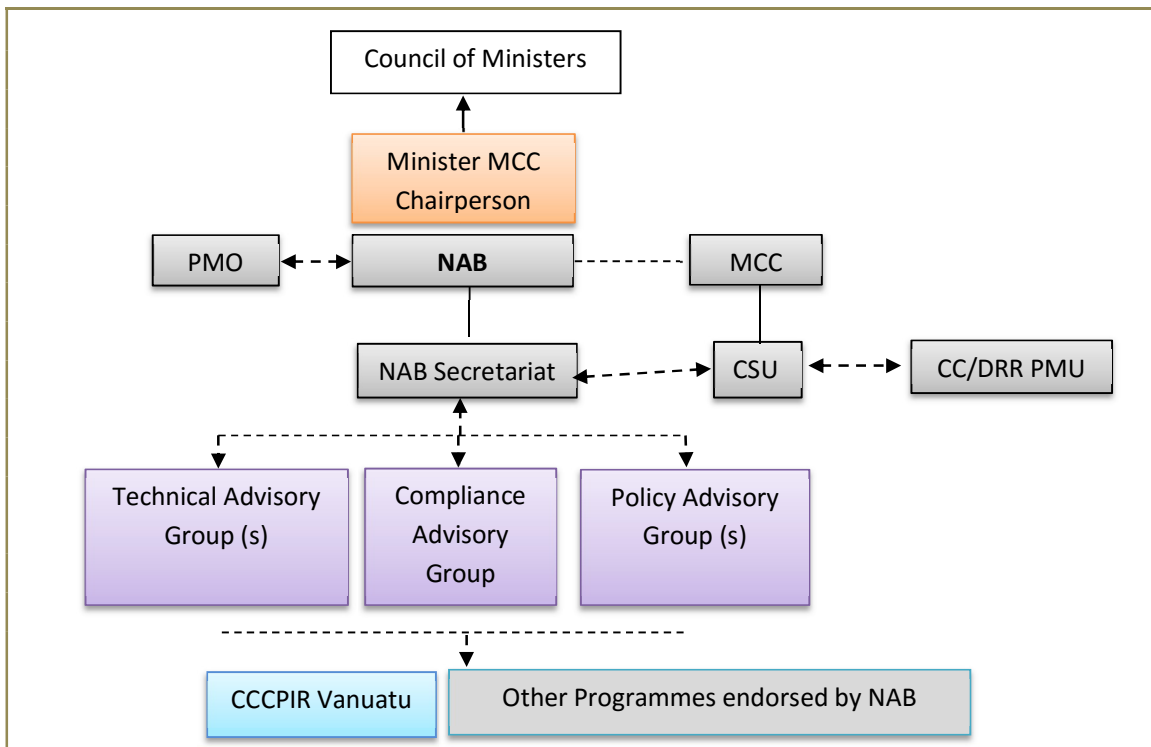 Council of Ministers
Minister MCC
Chairperson
PMO
NAB
MCC
NAB Secretariat
CSU
CC/DRR PMU
Technical Advisory
Group (s)
Compliance
Advisory
Group
Policy Advisory
Group (s)
CCCPIR Vanuatu
Other Programmes endorsed by NAB